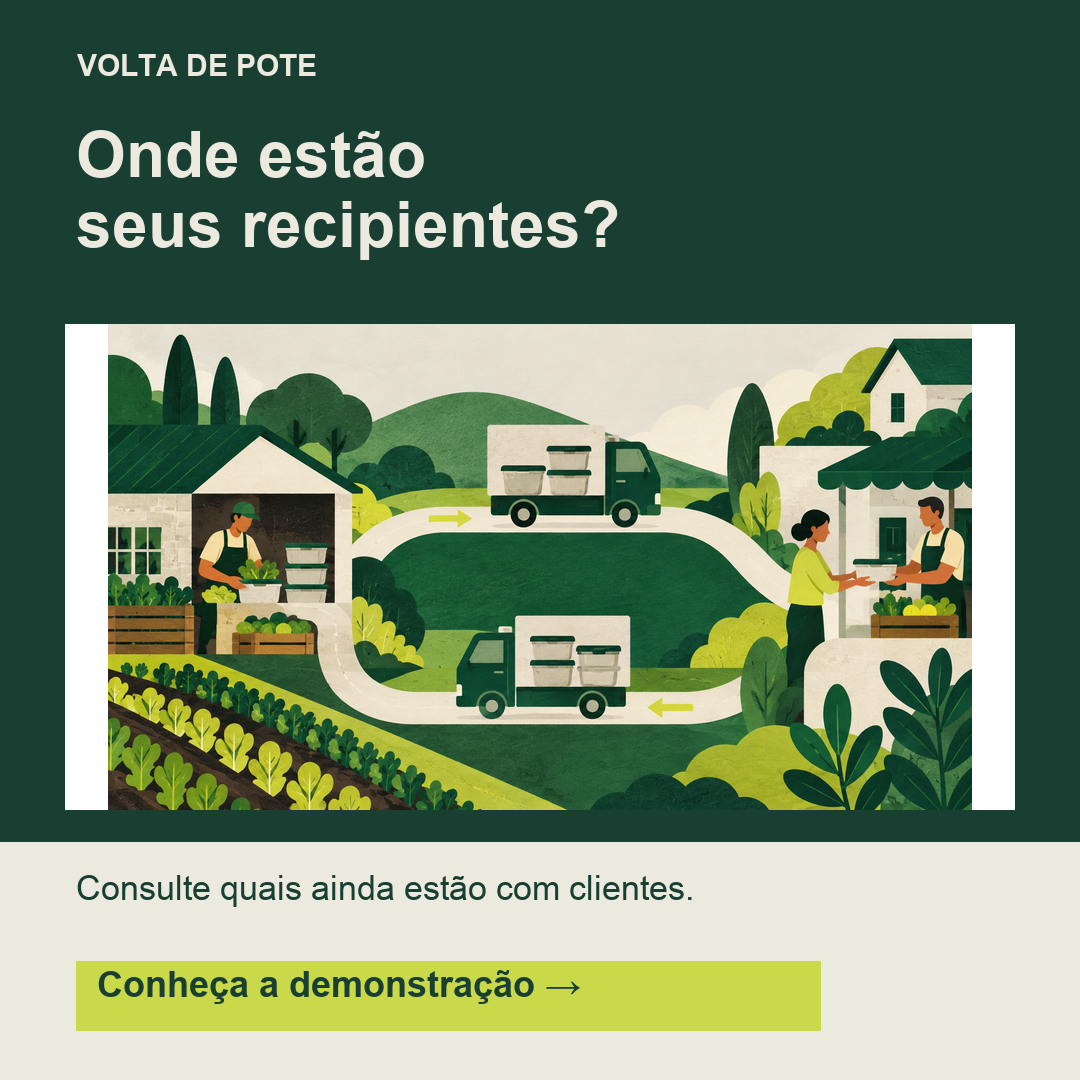 VOLTA DE POTE
Onde estão
seus recipientes?
Consulte quais ainda estão com clientes.
Conheça a demonstração →